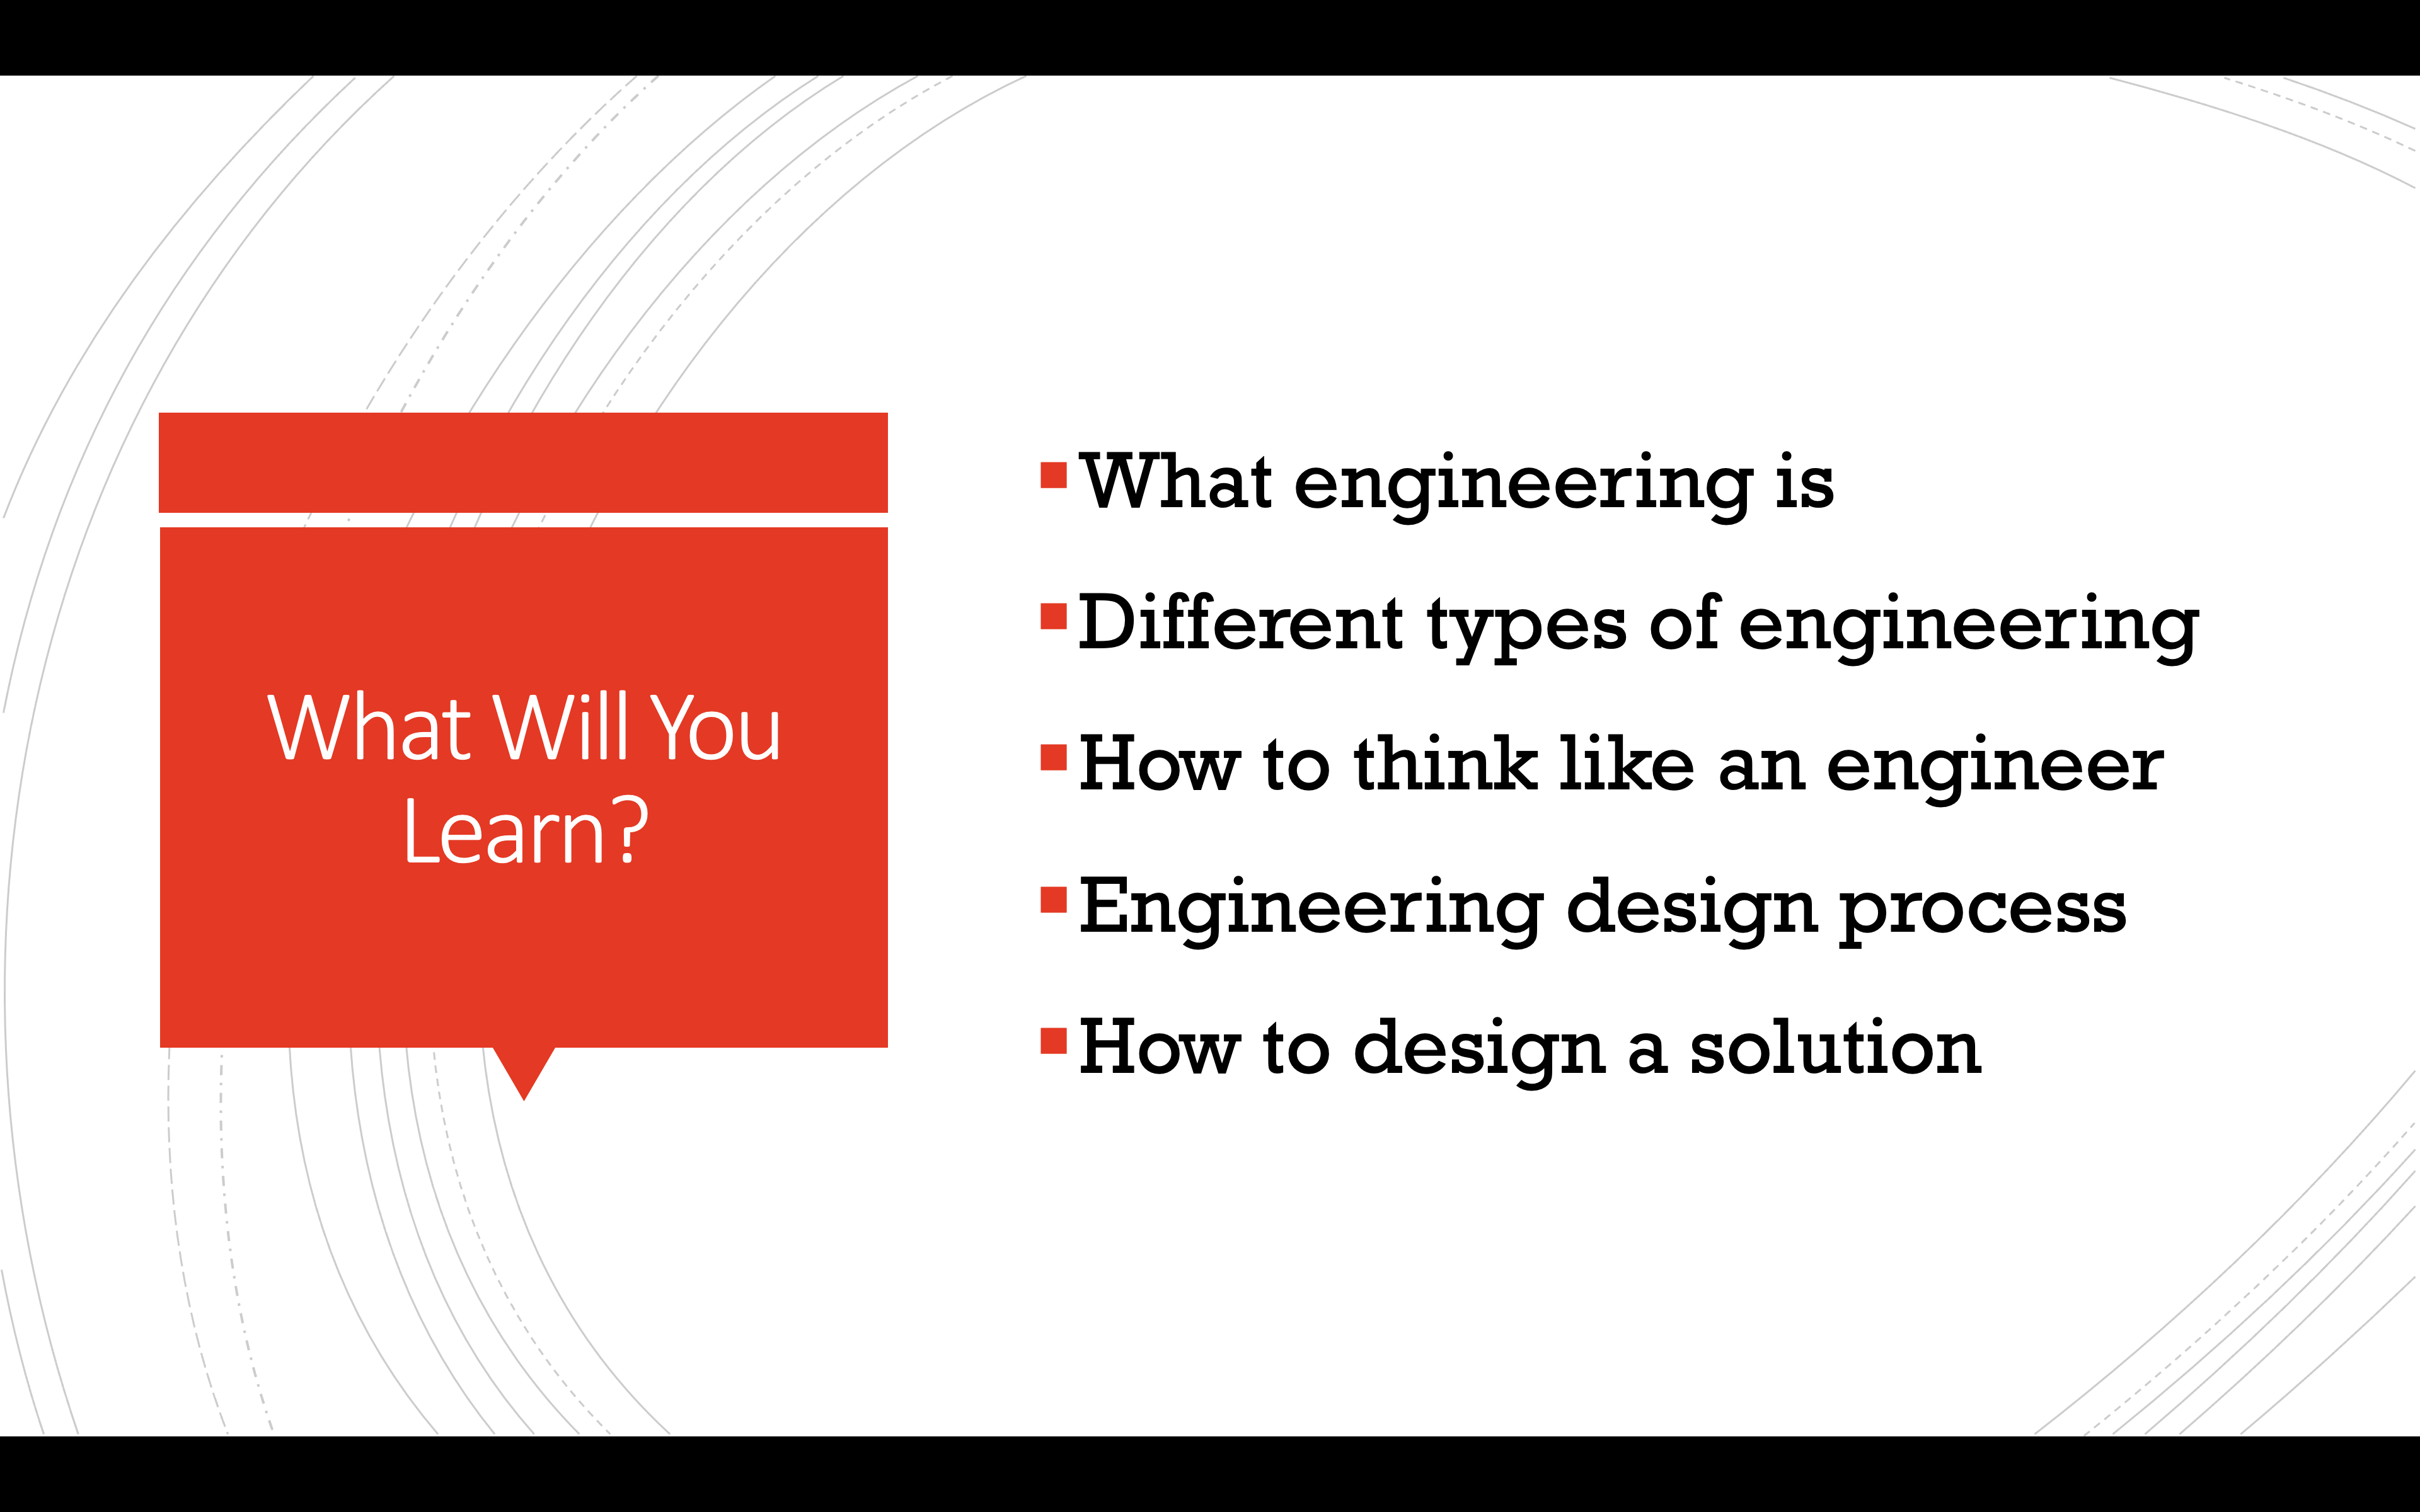 What Will You
Learn?
What engineering is
Different types of engineering
How to think like an engineer
Engineering design process
How to design a solution